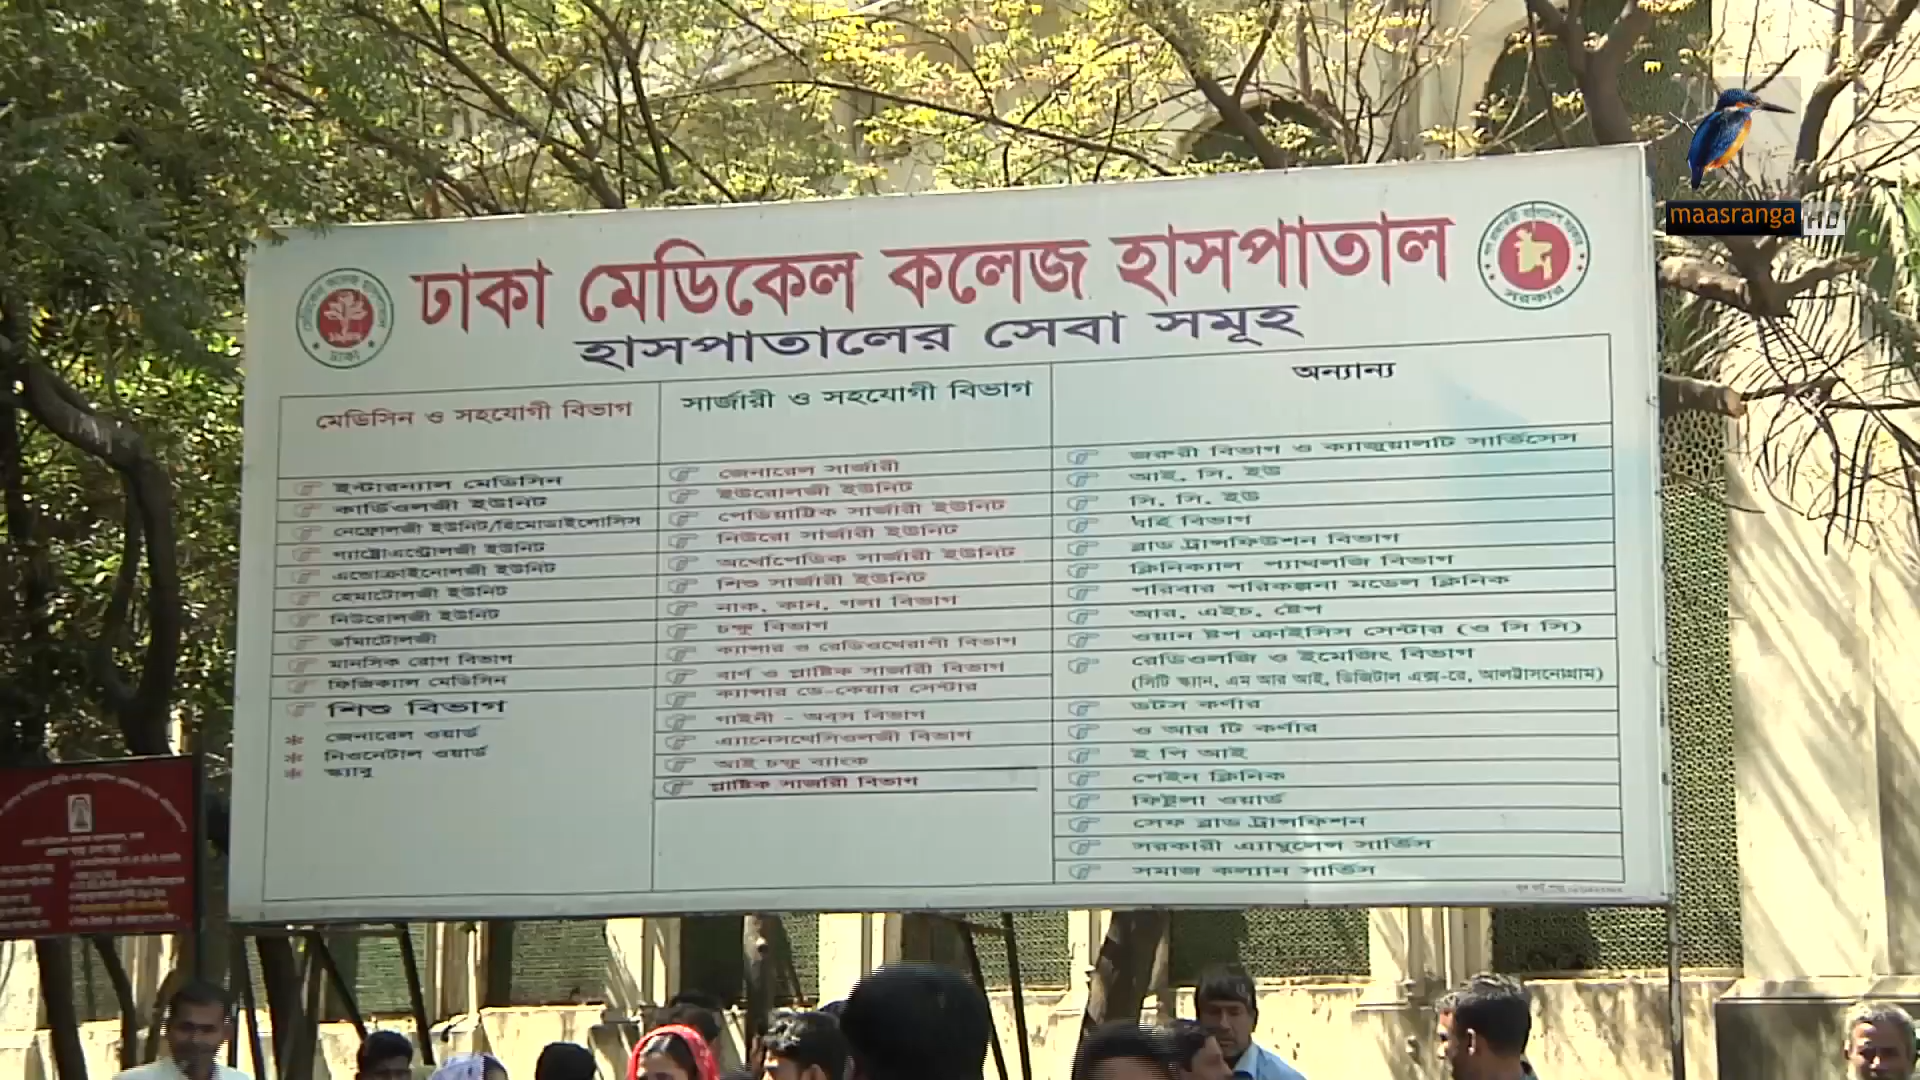 ঢাকা মেডিকেল কলেজ হাসপাতাল
হাসপাতালের সেবা সমূহ
মেডিসিন ও সহযোগী বিভাগ
ইন্টারন্যাল মেডিসিন
কার্ডিওলজী ইউনিট
নেফ্রোলজী ইউনিট/হিমোডাইলোসিস
গ্যাষ্ট্রোএন্ট্রোলজী ইউনিট
এন্ডোক্রাইনোলজী ইউনিট
হেমাটোলজী ইউনিট
নিউরোলজী ইউনিট
ডার্মাটোলজী
মানসিক রোগ বিভাগ
ফিজিক্যাল মেডিসিন
শিশু বিভাগ
জেনারেল ওয়ার্ড
নিওনেটাল ওয়ার্ড
স্ক্যাবু
সার্জারী ও সহযোগী বিভাগ
জেনারেল সার্জারী
ইউরোলজী ইউনিট
পেডিয়াট্রিক সার্জারী ইউনিট
নিউরো সার্জারী ইউনিট
অর্থোপেডিক সার্জারী ইউনিট
শিশু সার্জারী ইউনিট
নাক, কান, গলা বিভাগ
চক্ষু বিভাগ
ক্যান্সার ও রেডিওথেরাপী বিভাগ
বার্ণ ও প্লাষ্টিক সার্জারী বিভাগ
ক্যান্সার ডে-কেয়ার সেন্টার
গাইনী - অবস বিভাগ
এ্যানেসথেসিওলজী বিভাগ
আই চক্ষু ব্যাংক
প্লাষ্টিক সার্জারী বিভাগ
অন্যান্য
জরুরী বিভাগ ও ক্যাজুয়ালটি সার্ভিসেস
আই. সি. ইউ
সি. সি. ইউ
বিভাগ
ব্লাড ট্রান্সফিউশন বিভাগ
ক্লিনিক্যাল প্যাথলজি বিভাগ
পরিবার পরিকল্পনা মডেল ক্লিনিক
আর. এইচ. ষ্টেপ
ওয়ান ষ্টপ ক্রাইসিস সেন্টার (ও সি সি)
রেডিওলজি ও ইমেজিং বিভাগ
(সিটি স্ক্যান, এম আর আই, ডিজিটাল এক্স-রে, আলট্রাসনোগ্রাম)
ডটস কর্ণার
ও আর টি কর্ণার
ই পি আই
পেইন ক্লিনিক
ফিষ্টুলা ওয়ার্ড
সেফ ব্লাড ট্রান্সফিশন
সরকারী এ্যাম্বুলেন্স সার্ভিস
সমাজ কল্যান সার্ভিস
ঢাকা
সরকার
maasranga HD